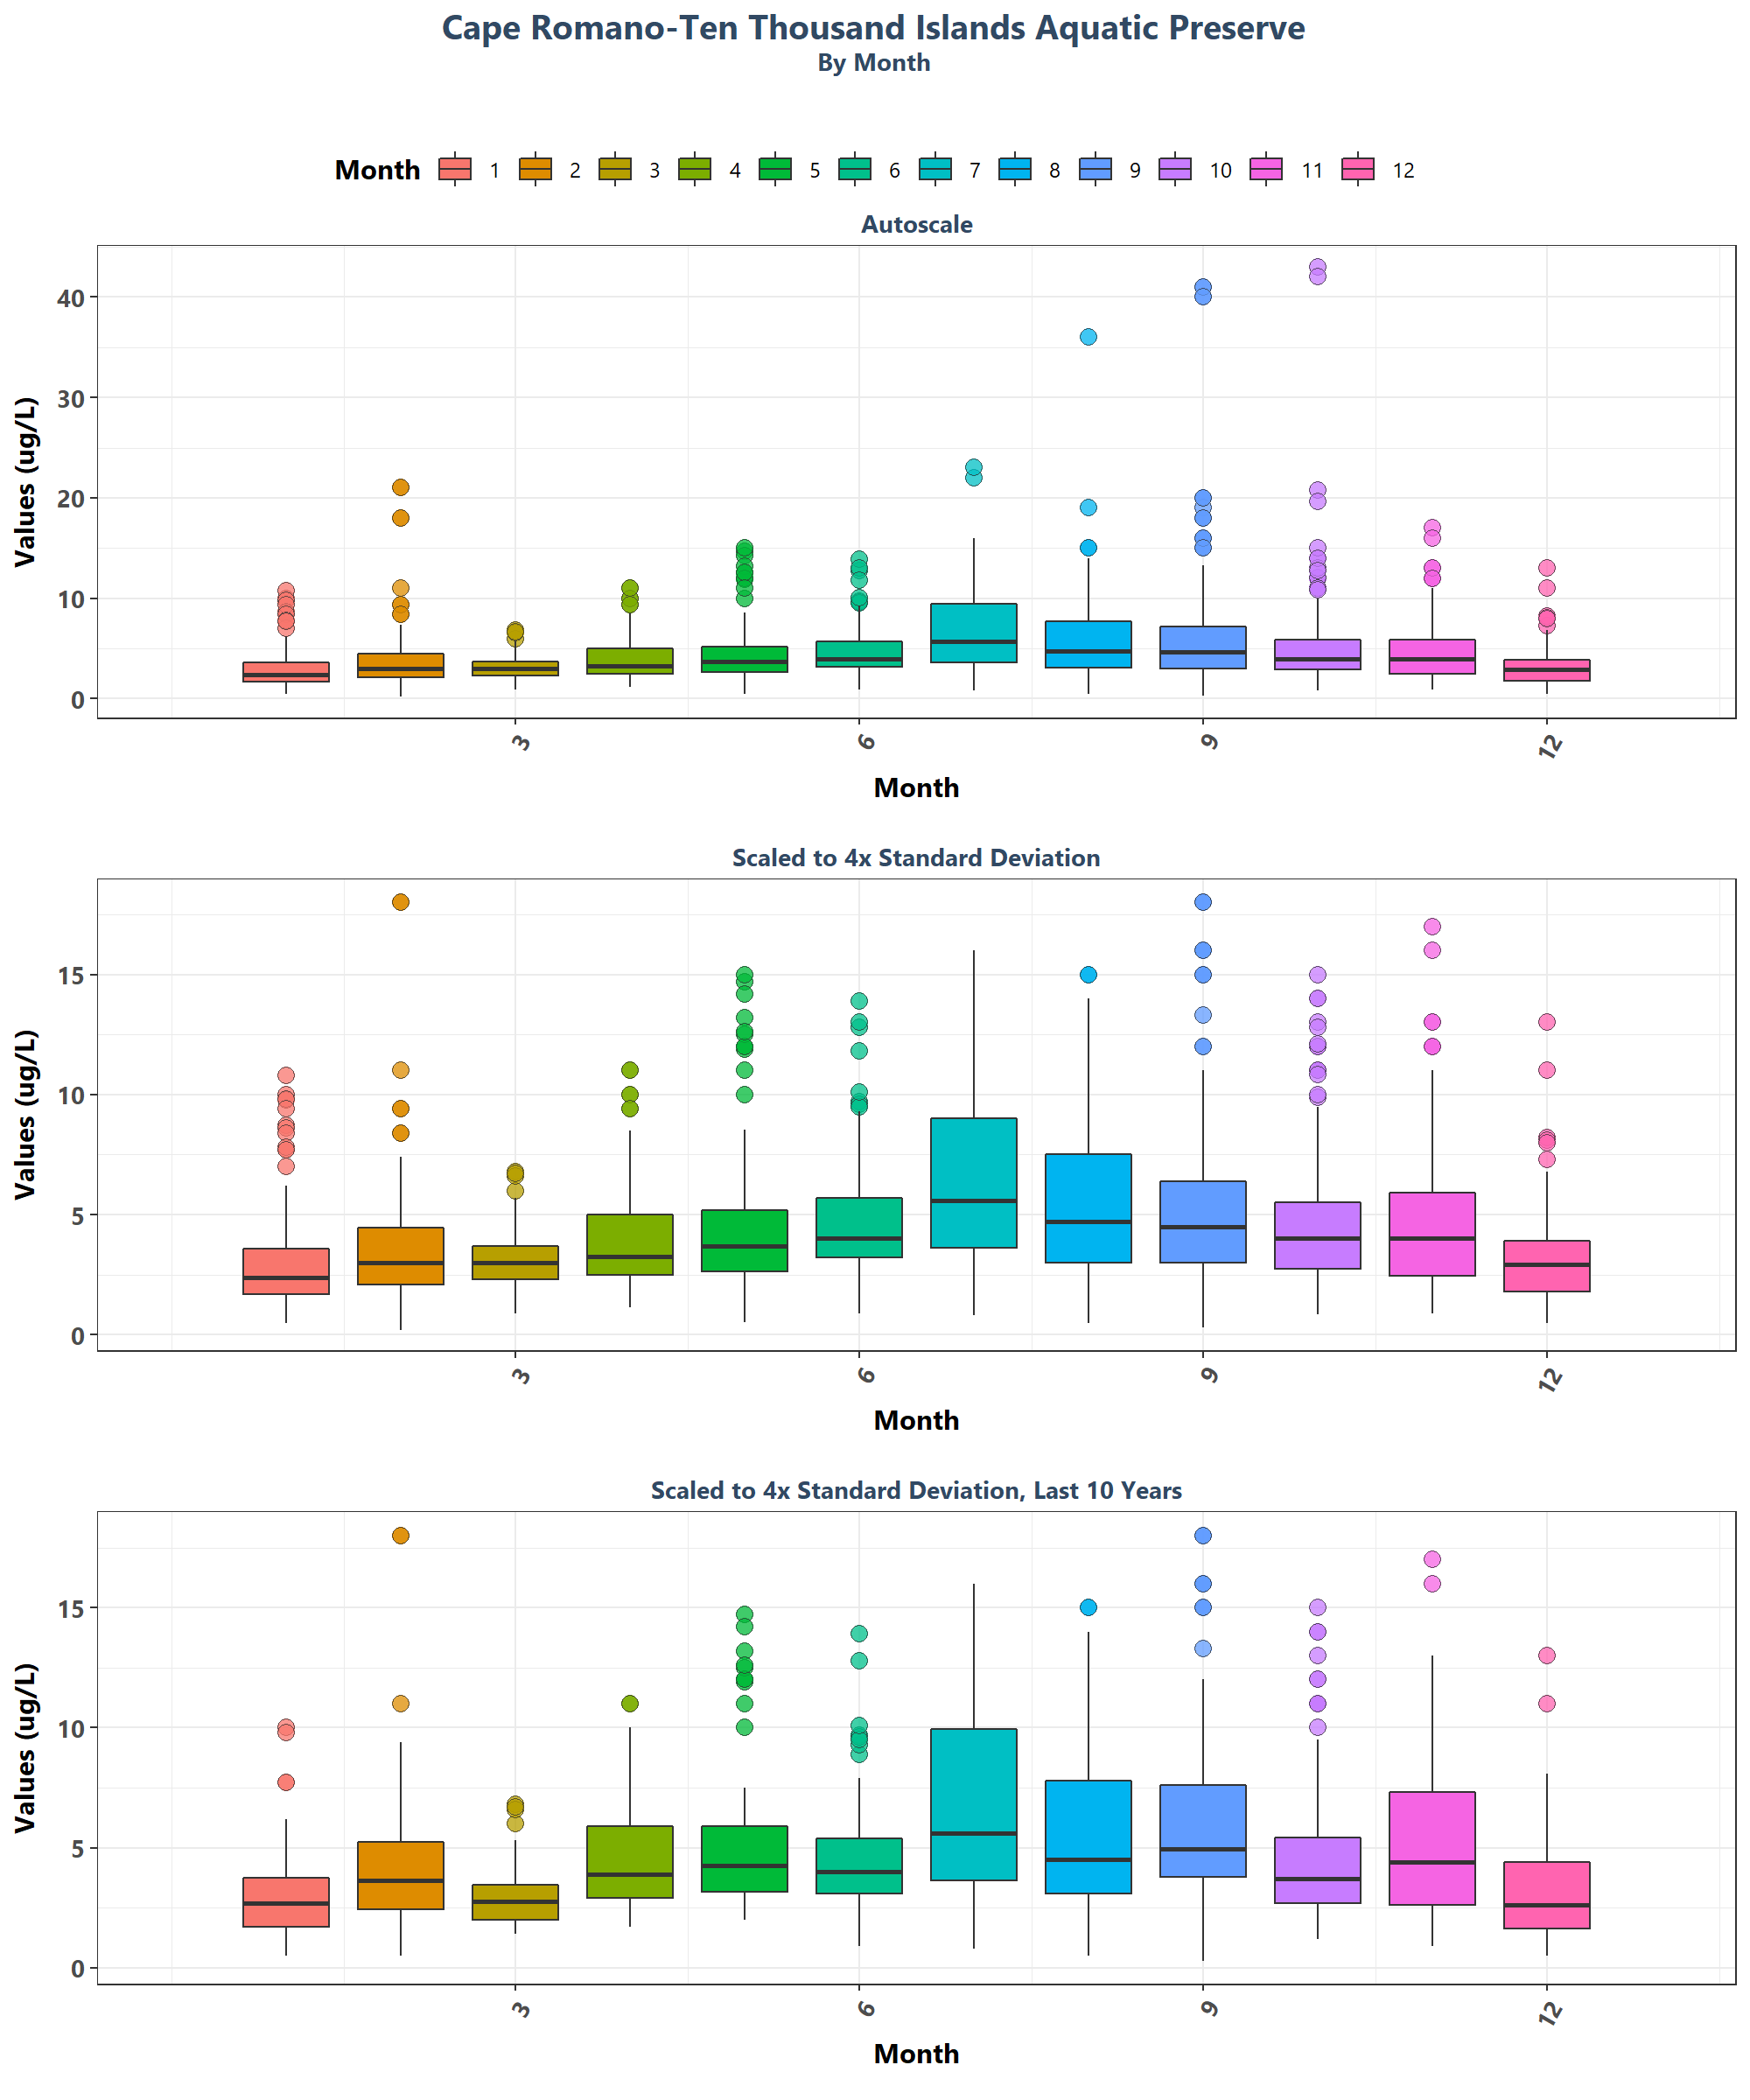 Cape Romano-Ten Thousand Islands Aquatic Preserve
By Month
Month 1 2 3 4 5 6 7 8 9 10 11 12
Autoscale
Values (ug/L)
40
30
20
10
0
3 6 9 12
Month
Scaled to 4x Standard Deviation
Values (ug/L)
15
10
5
0
3 6 9 12
Month
Scaled to 4x Standard Deviation, Last 10 Years
Values (ug/L)
15
10
5
0
3 6 9 12
Month